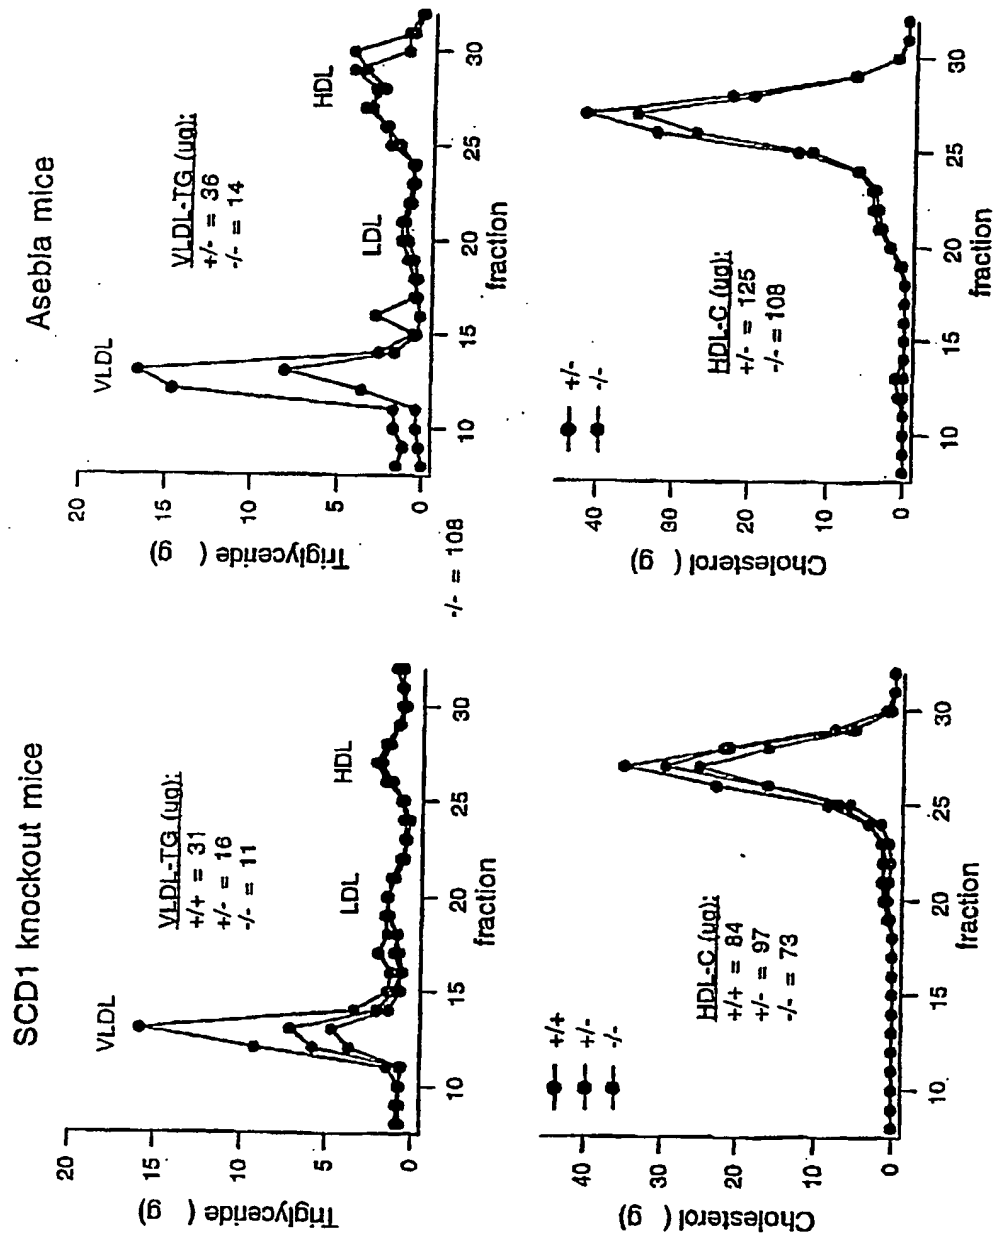 SCD1 knockout mice
VLDL
VLDL-TG (ug):
+/+ = 31
+/- = 16
-/- = 11
LDL
HDL
Triglyceride ( g)
20
15
10
5
0
10
15
20
25
30
fraction
+/+
+/-
-/-
HDL-C (ug):
+/+ = 84
+/- = 97
-/- = 73
Cholesterol ( g)
40
30
20
10
0
10
15
20
25
30
fraction
Asebia mice
VLDL
VLDL-TG (ug):
+/- = 36
-/- = 14
LDL
HDL
Triglyceride ( g)
20
15
10
5
0
10
15
20
25
30
fraction
-/- = 108
+/-
-/-
HDL-C (ug):
+/- = 125
-/- = 108
Cholesterol ( g)
40
30
20
10
0
10
15
20
25
30
fraction